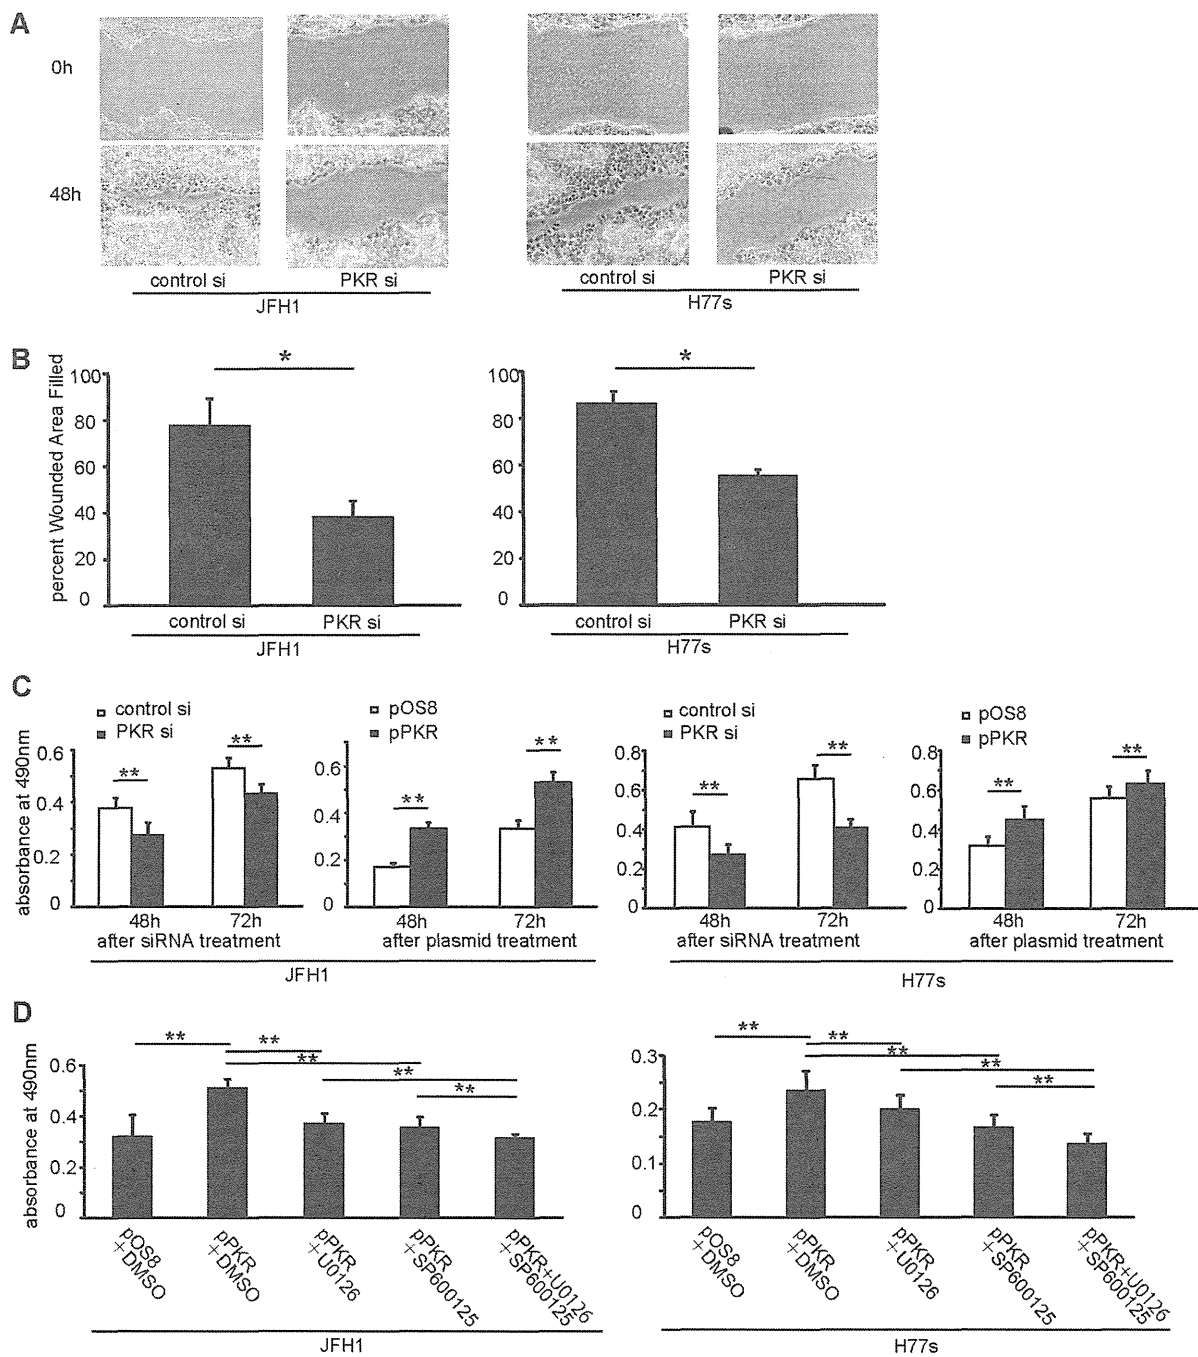 A
0h
48h
control si PKR si control si PKR si
JFH1 H77s
B
percent Wounded Area Filled
* *
100 100
80 80
60 60
40 40
20 20
0 0
control si PKR si control si PKR si
JFH1 H77s
C
control si pOS8 control si pOS8
PKR si pPKR PKR si pPKR
absorbance at 490nm
** ** ** ** ** ** ** **
0.6 0.6 0.8 0.8
0.4 0.4 0.6 0.6
0.2 0.2 0.4 0.4
0 0 0.2 0.2
0 0
48h 72h 48h 72h 48h 72h 48h 72h
after siRNA treatment after plasmid treatment after siRNA treatment after plasmid treatment
JFH1 H77s
D
absorbance at 490nm
** ** ** ** ** ** ** ** ** **
0.6 0.3
0.4 0.2
0.2 0.1
0 0
pOS8 +DMSO
pPKR +DMSO
pPKR +U0126
pPKR +SP600125
pPKR+U0126 +SP600125
JFH1
pOS8 +DMSO
pPKR +DMSO
pPKR +U0126
pPKR +SP600125
pPKR+U0126 +SP600125
H77s